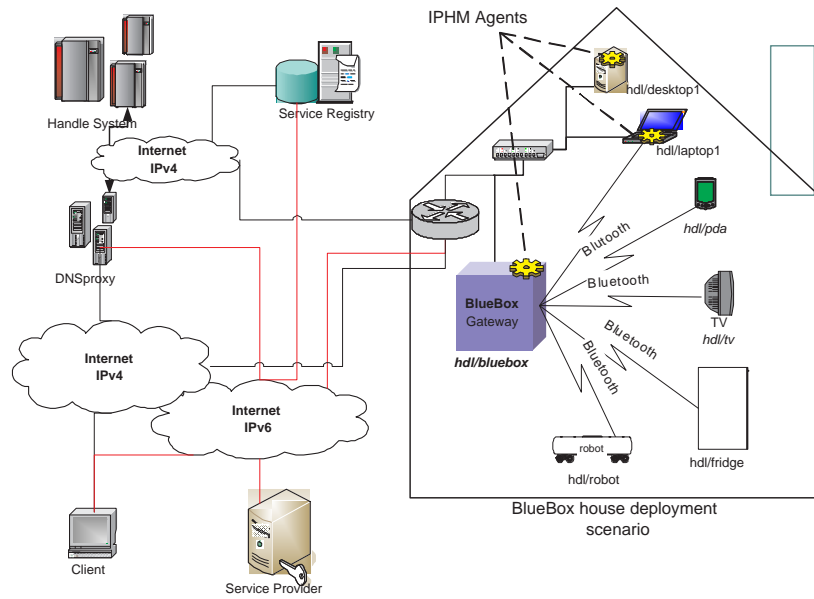 IPHM Agents
hdl/desktop1
Handle System
Service Registry
Internet
IPv4
hdl/laptop1
hdl/pda
Blutooth
DNSproxy
Bluetooth
BlueBox
Gateway
TV
hdl/tv
hdl/bluebox
Bluetooth
Bluetooth
Internet
IPv4
Internet
IPv6
robot
hdl/robot
hdl/fridge
BlueBox house deployment
scenario
Client
Service Provider
Bluetooth